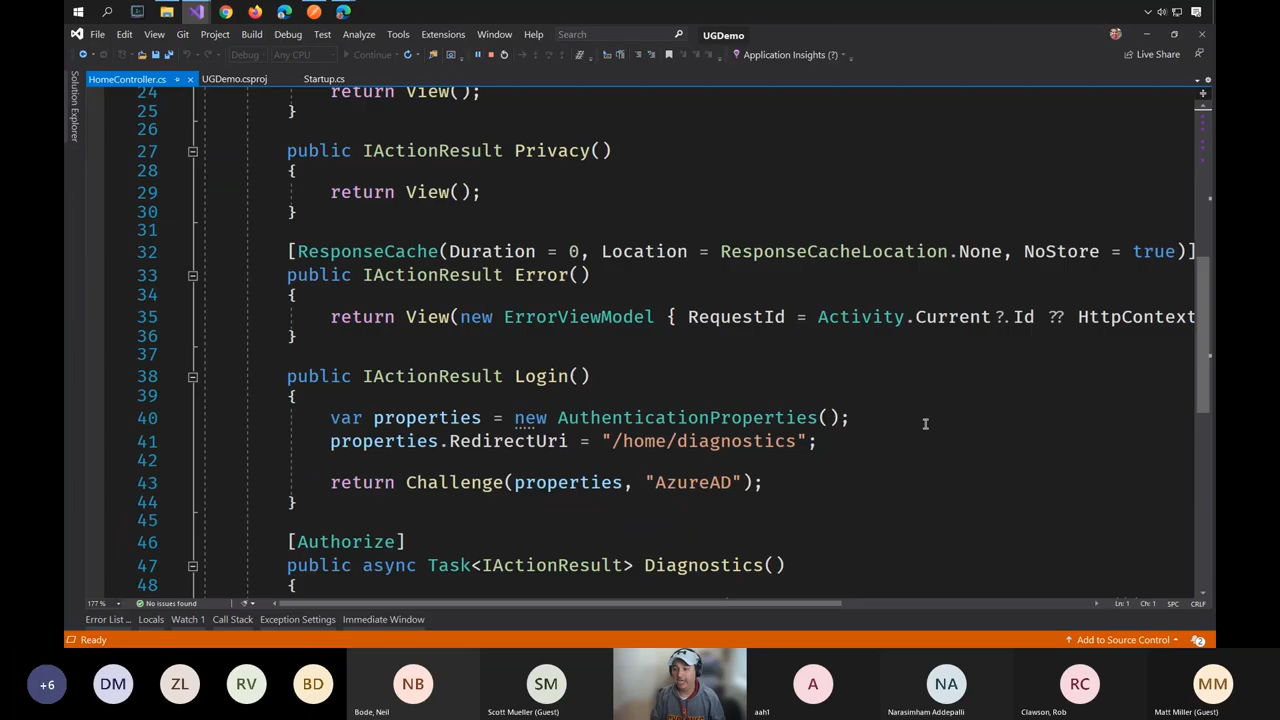 File Edit View Git Project Build Debug Test Analyze Tools Extensions Window Help Search UGDemo
Debug Any CPU Continue Application Insights (?) Live Share
HomeController.cs UGDemo.csproj Startup.cs
Solution Explorer
24 return View();
25 }
26
27 public IActionResult Privacy()
28 {
29 return View();
30 }
31
32 [ResponseCache(Duration = 0, Location = ResponseCacheLocation.None, NoStore = true)]
33 public IActionResult Error()
34 {
35 return View(new ErrorViewModel { RequestId = Activity.Current?.Id ?? HttpContext
36 }
37
38 public IActionResult Login()
39 {
40 var properties = new AuthenticationProperties();
41 properties.RedirectUri = "/home/diagnostics";
42
43 return Challenge(properties, "AzureAD");
44 }
45
46 [Authorize]
47 public async Task<IActionResult> Diagnostics()
48 {
177 % No issues found Ln: 1 Ch: 1 SPC CRLF
Error List ... Locals Watch 1 Call Stack Exception Settings Immediate Window
Ready Add to Source Control 2
+6 DM ZL RV BD NB SM A NA RC MM
Bode, Neil Scott Mueller (Guest) aah1 Narasimham Addepalli Clawson, Rob Matt Miller (Guest)